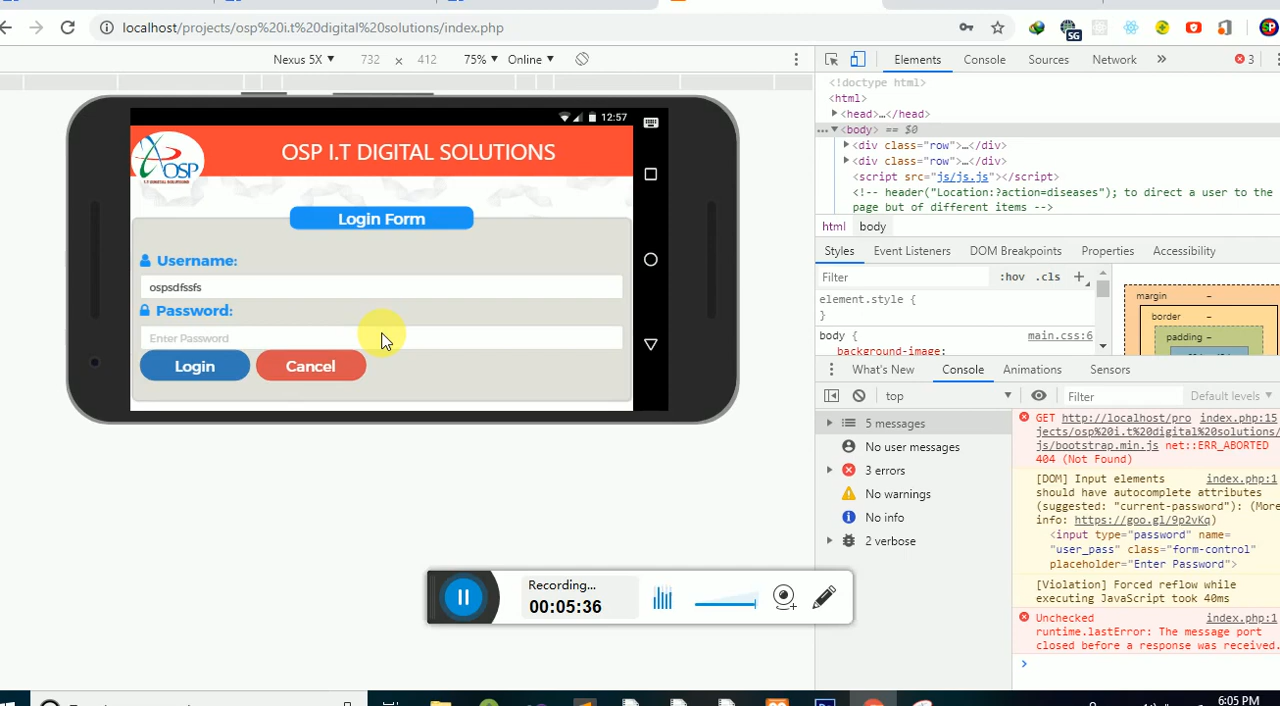 localhost/projects/osp%20i.t%20digital%20solutions/index.php
SG
SP
Nexus 5X ▼ 732 × 412 75% ▼ Online ▼
Elements Console Sources Network » 3
<!doctype html>
<html>
<head>…</head>
… <body> == $0
<div class="row">…</div>
<div class="row">…</div>
<script src="js/js.js"></script>
<!-- header("Location:?action=diseases"); to direct a user to the
page but of different items -->
html body
Styles Event Listeners DOM Breakpoints Properties Accessibility
Filter :hov .cls +
element.style {
}
body { main.css:6
background-image:
margin –
border –
padding –
12:57
OSP
I.T DIGITAL SOLUTIONS
OSP I.T DIGITAL SOLUTIONS
Login Form
Username:
ospsdfssfs
Password:
Enter Password
Login Cancel
What's New Console Animations Sensors
top ▼ Filter Default levels ▼
5 messages
No user messages
3 errors
No warnings
No info
2 verbose
GET http://localhost/pro index.php:15
jects/osp%20i.t%20digital%20solutions/
js/bootstrap.min.js net::ERR_ABORTED
404 (Not Found)
[DOM] Input elements index.php:1
should have autocomplete attributes
(suggested: "current-password"): (More
info: https://goo.gl/9p2vKq)
<input type="password" name=
"user_pass" class="form-control"
placeholder="Enter Password">
[Violation] Forced reflow while
executing JavaScript took 40ms
Unchecked index.php:1
runtime.lastError: The message port
closed before a response was received.
Recording...
00:05:36
6:05 PM